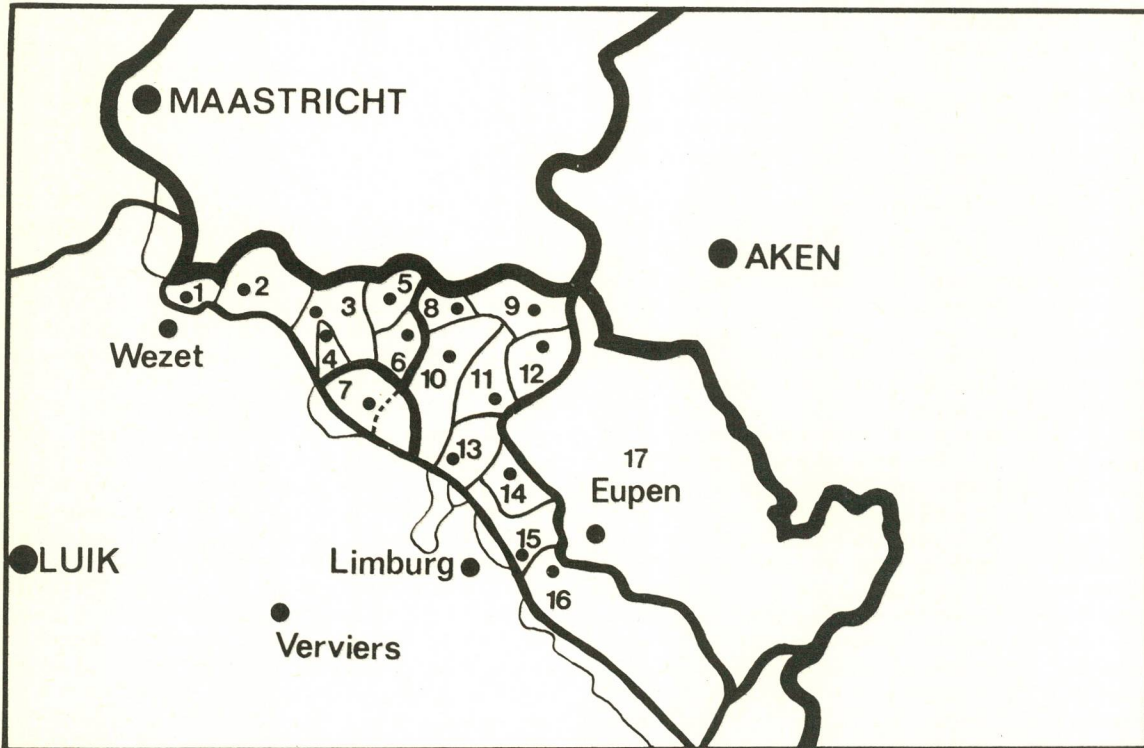 MAASTRICHT
AKEN
1
2
3
5
8
9
Wezet
4
6
10
12
7
11
13
17
Eupen
14
15
LUIK
Limburg
16
Verviers